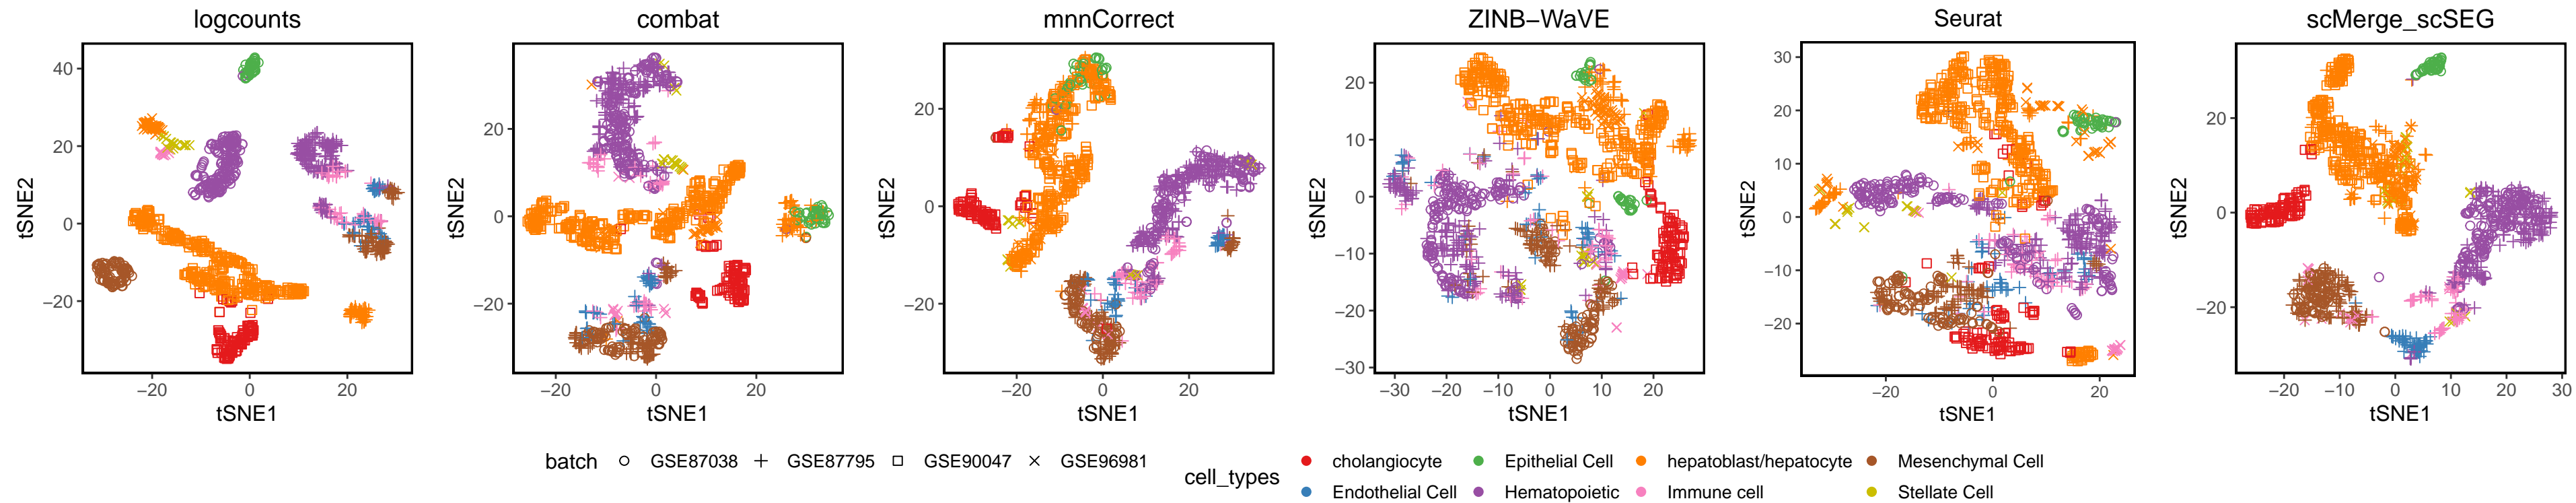 logcounts
combat
mnnCorrect
ZINB−WaVE
Seurat
scMerge_scSEG
40
20
0
−20
tSNE2
−20
0
20
tSNE1
20
0
−20
tSNE2
−20
0
20
tSNE1
20
0
−20
tSNE2
−20
0
20
tSNE1
20
10
0
−10
−20
−30
tSNE2
−30
−20
−10
0
10
20
tSNE1
30
20
10
0
−10
−20
tSNE2
−20
0
20
tSNE1
20
0
−20
tSNE2
−20
−10
0
10
20
30
tSNE1
batch GSE87038 GSE87795 GSE90047 GSE96981
cell_types
cholangiocyte Epithelial Cell hepatoblast/hepatocyte Mesenchymal Cell
Endothelial Cell Hematopoietic Immune cell Stellate Cell